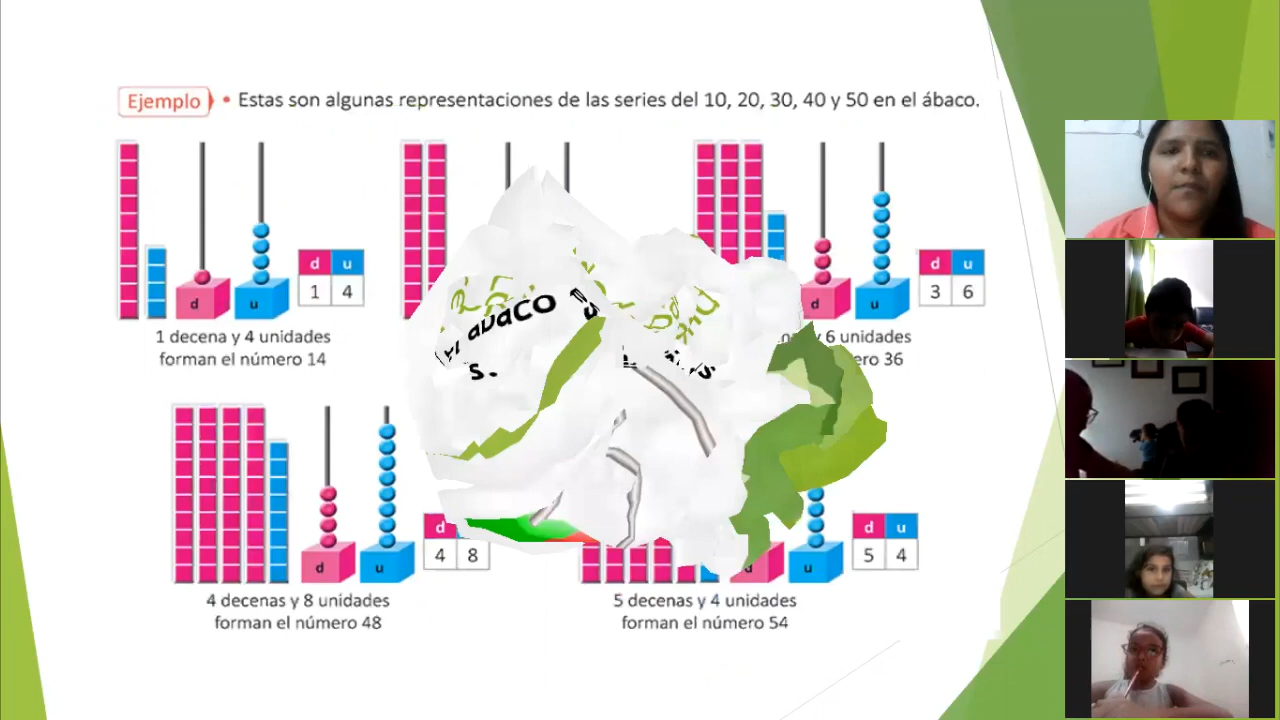 Ejemplo • Estas son algunas representaciones de las series del 10, 20, 30, 40 y 50 en el ábaco.
d u
d u
1 4
1 decena y 4 unidades
forman el número 14
d u
d u
3 6
y 6 unidades
36
ábaco
s.
d u
d u
4 8
4 decenas y 8 unidades
forman el número 48
d u
d u
5 4
5 decenas y 4 unidades
forman el número 54